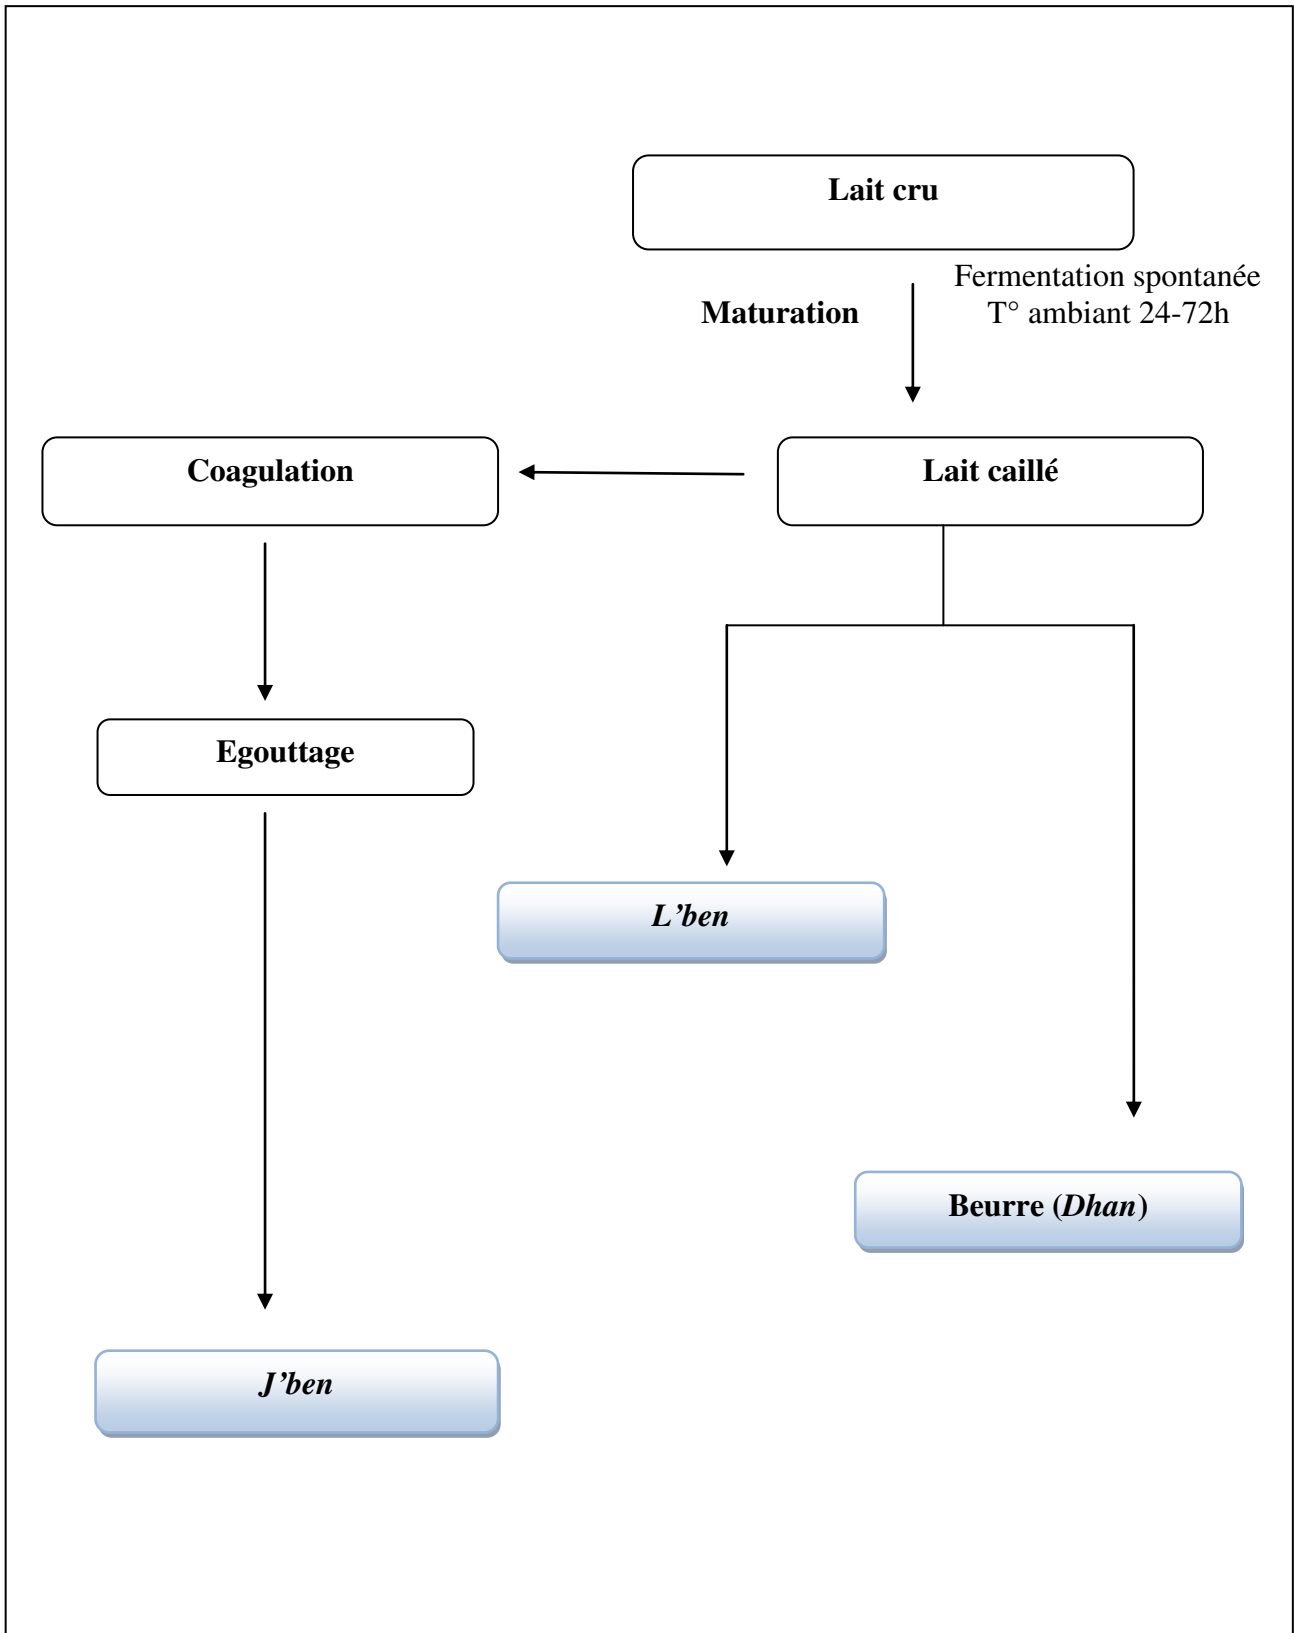 Lait cru
Fermentation spontanée
Maturation
T° ambiant 24-72h
Coagulation
Lait caillé
Egouttage
L’ben
Beurre (Dhan)
J’ben